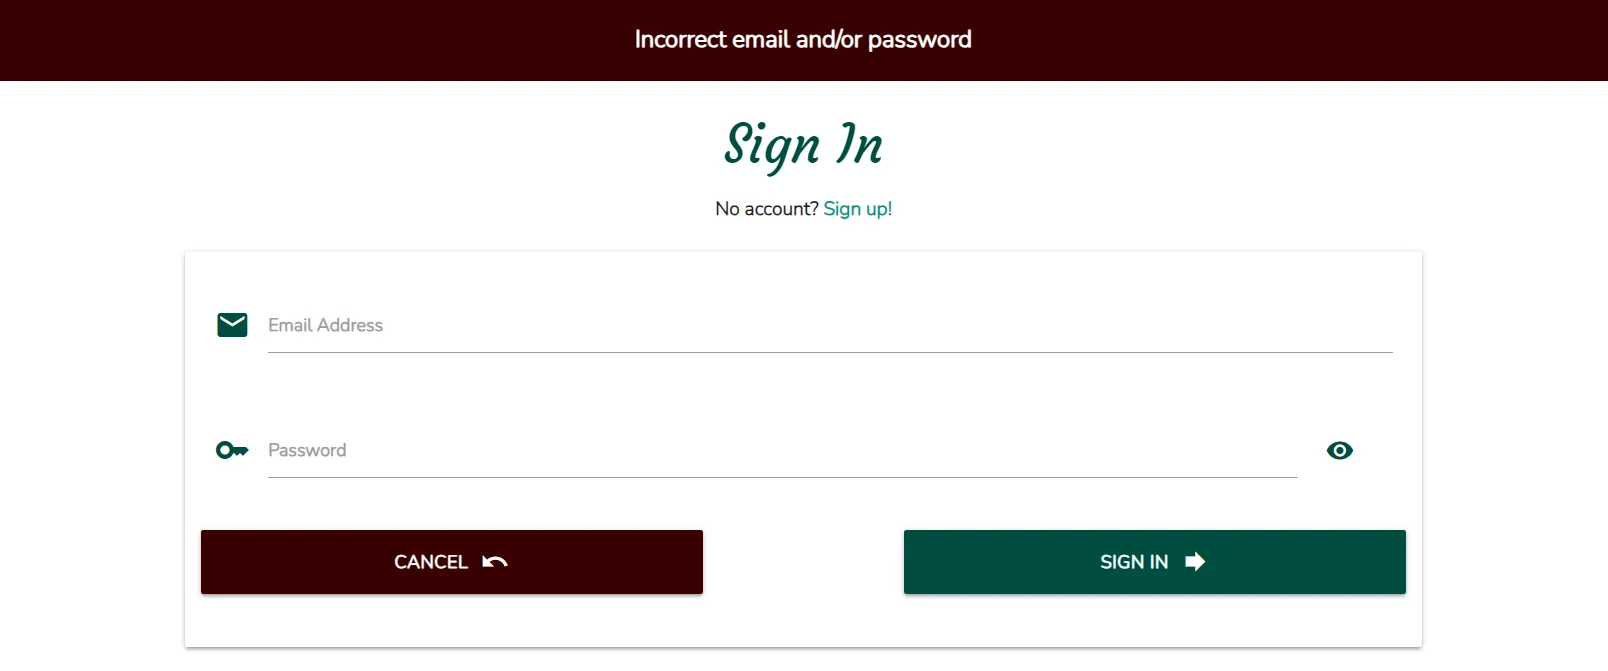 Incorrect email and/or password
Sign In
No account? Sign up!
Email Address
Password
CANCEL
SIGN IN